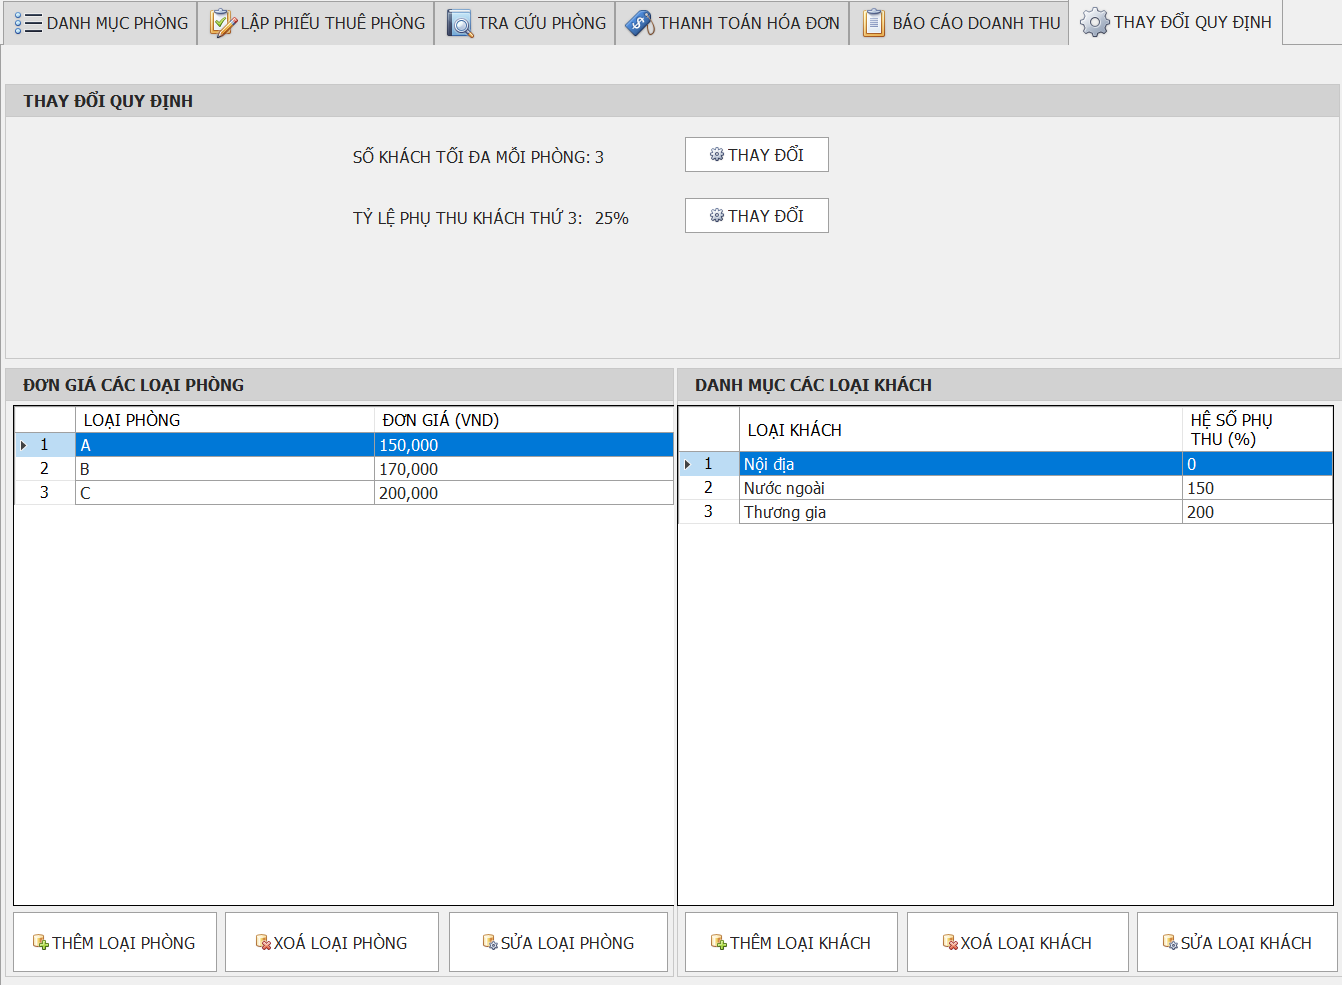 DANH MỤC PHÒNG
LẬP PHIẾU THUÊ PHÒNG
TRA CỨU PHÒNG
THANH TOÁN HÓA ĐƠN
BÁO CÁO DOANH THU
THAY ĐỔI QUY ĐỊNH
THAY ĐỔI QUY ĐỊNH
SỐ KHÁCH TỐI ĐA MỖI PHÒNG: 3
THAY ĐỔI
TỶ LỆ PHỤ THU KHÁCH THỨ 3: 25%
THAY ĐỔI
ĐƠN GIÁ CÁC LOẠI PHÒNG
LOẠI PHÒNG ĐƠN GIÁ (VND)
1 A 150,000
2 B 170,000
3 C 200,000
THÊM LOẠI PHÒNG
XOÁ LOẠI PHÒNG
SỬA LOẠI PHÒNG
DANH MỤC CÁC LOẠI KHÁCH
LOẠI KHÁCH
HỆ SỐ PHỤ
THU (%)
1 Nội địa 0
2 Nước ngoài 150
3 Thương gia 200
THÊM LOẠI KHÁCH
XOÁ LOẠI KHÁCH
SỬA LOẠI KHÁCH